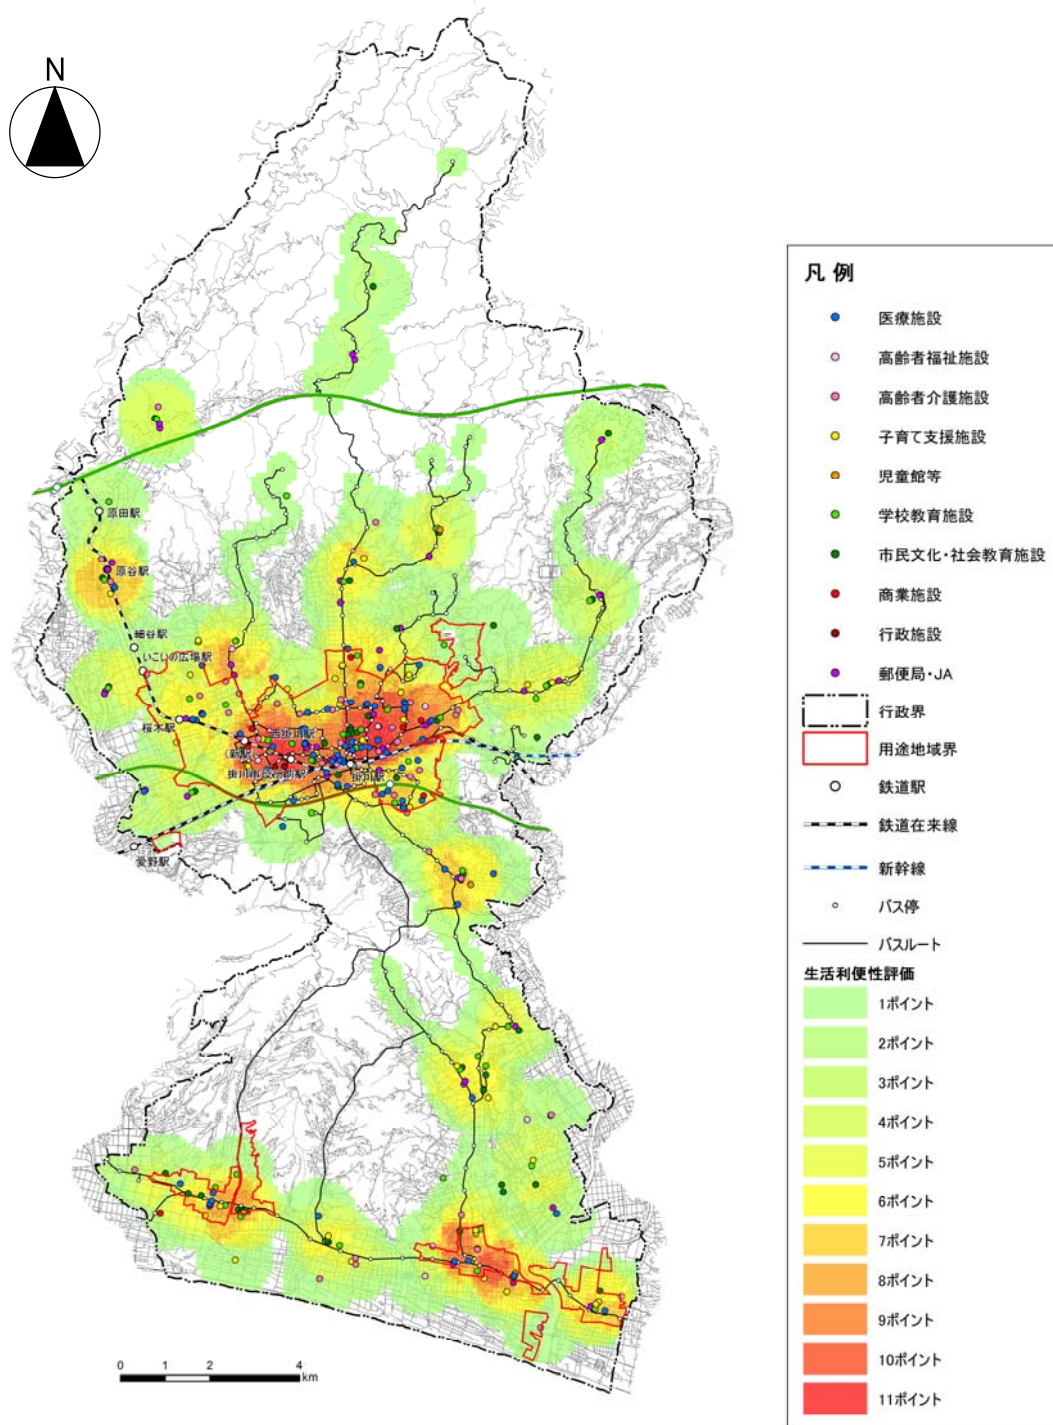 N
原田駅
原谷駅
細谷駅
いこいの広場駅
桜木駅
西掛川駅
(新駅)
掛川市役所前駅
掛川駅
愛野駅
0 1 2 4
km
凡 例
医療施設
高齢者福祉施設
高齢者介護施設
子育て支援施設
児童館等
学校教育施設
市民文化・社会教育施設
商業施設
行政施設
郵便局・JA
行政界
用途地域界
鉄道駅
鉄道在来線
新幹線
バス停
バスルート
生活利便性評価
1ポイント
2ポイント
3ポイント
4ポイント
5ポイント
6ポイント
7ポイント
8ポイント
9ポイント
10ポイント
11ポイント